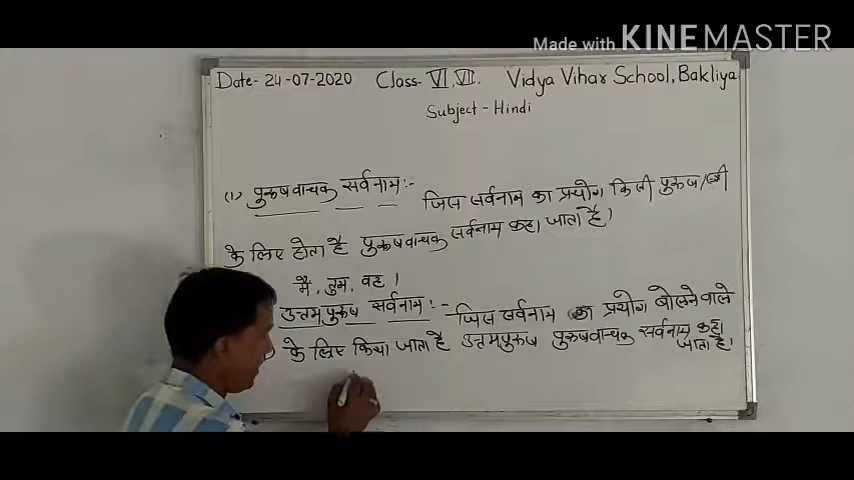 Made with KINEMASTER
Date- 24-07-2020 Class- VI, VII. Vidya Vihar School, Bakliya
Subject - Hindi
(1) पुरुषवाचक सर्वनाम :-
जिस सर्वनाम का प्रयोग किसी पुरुष/स्त्री
के लिए होता है पुरुषवाचक सर्वनाम कहा जाता है।
मैं, तुम, वह।
उत्तमपुरुष सर्वनाम :- जिस सर्वनाम का प्रयोग बोलनेवाले
के लिए किया जाता है उत्तमपुरुष पुरुषवाचक सर्वनाम कहा
जाता है।